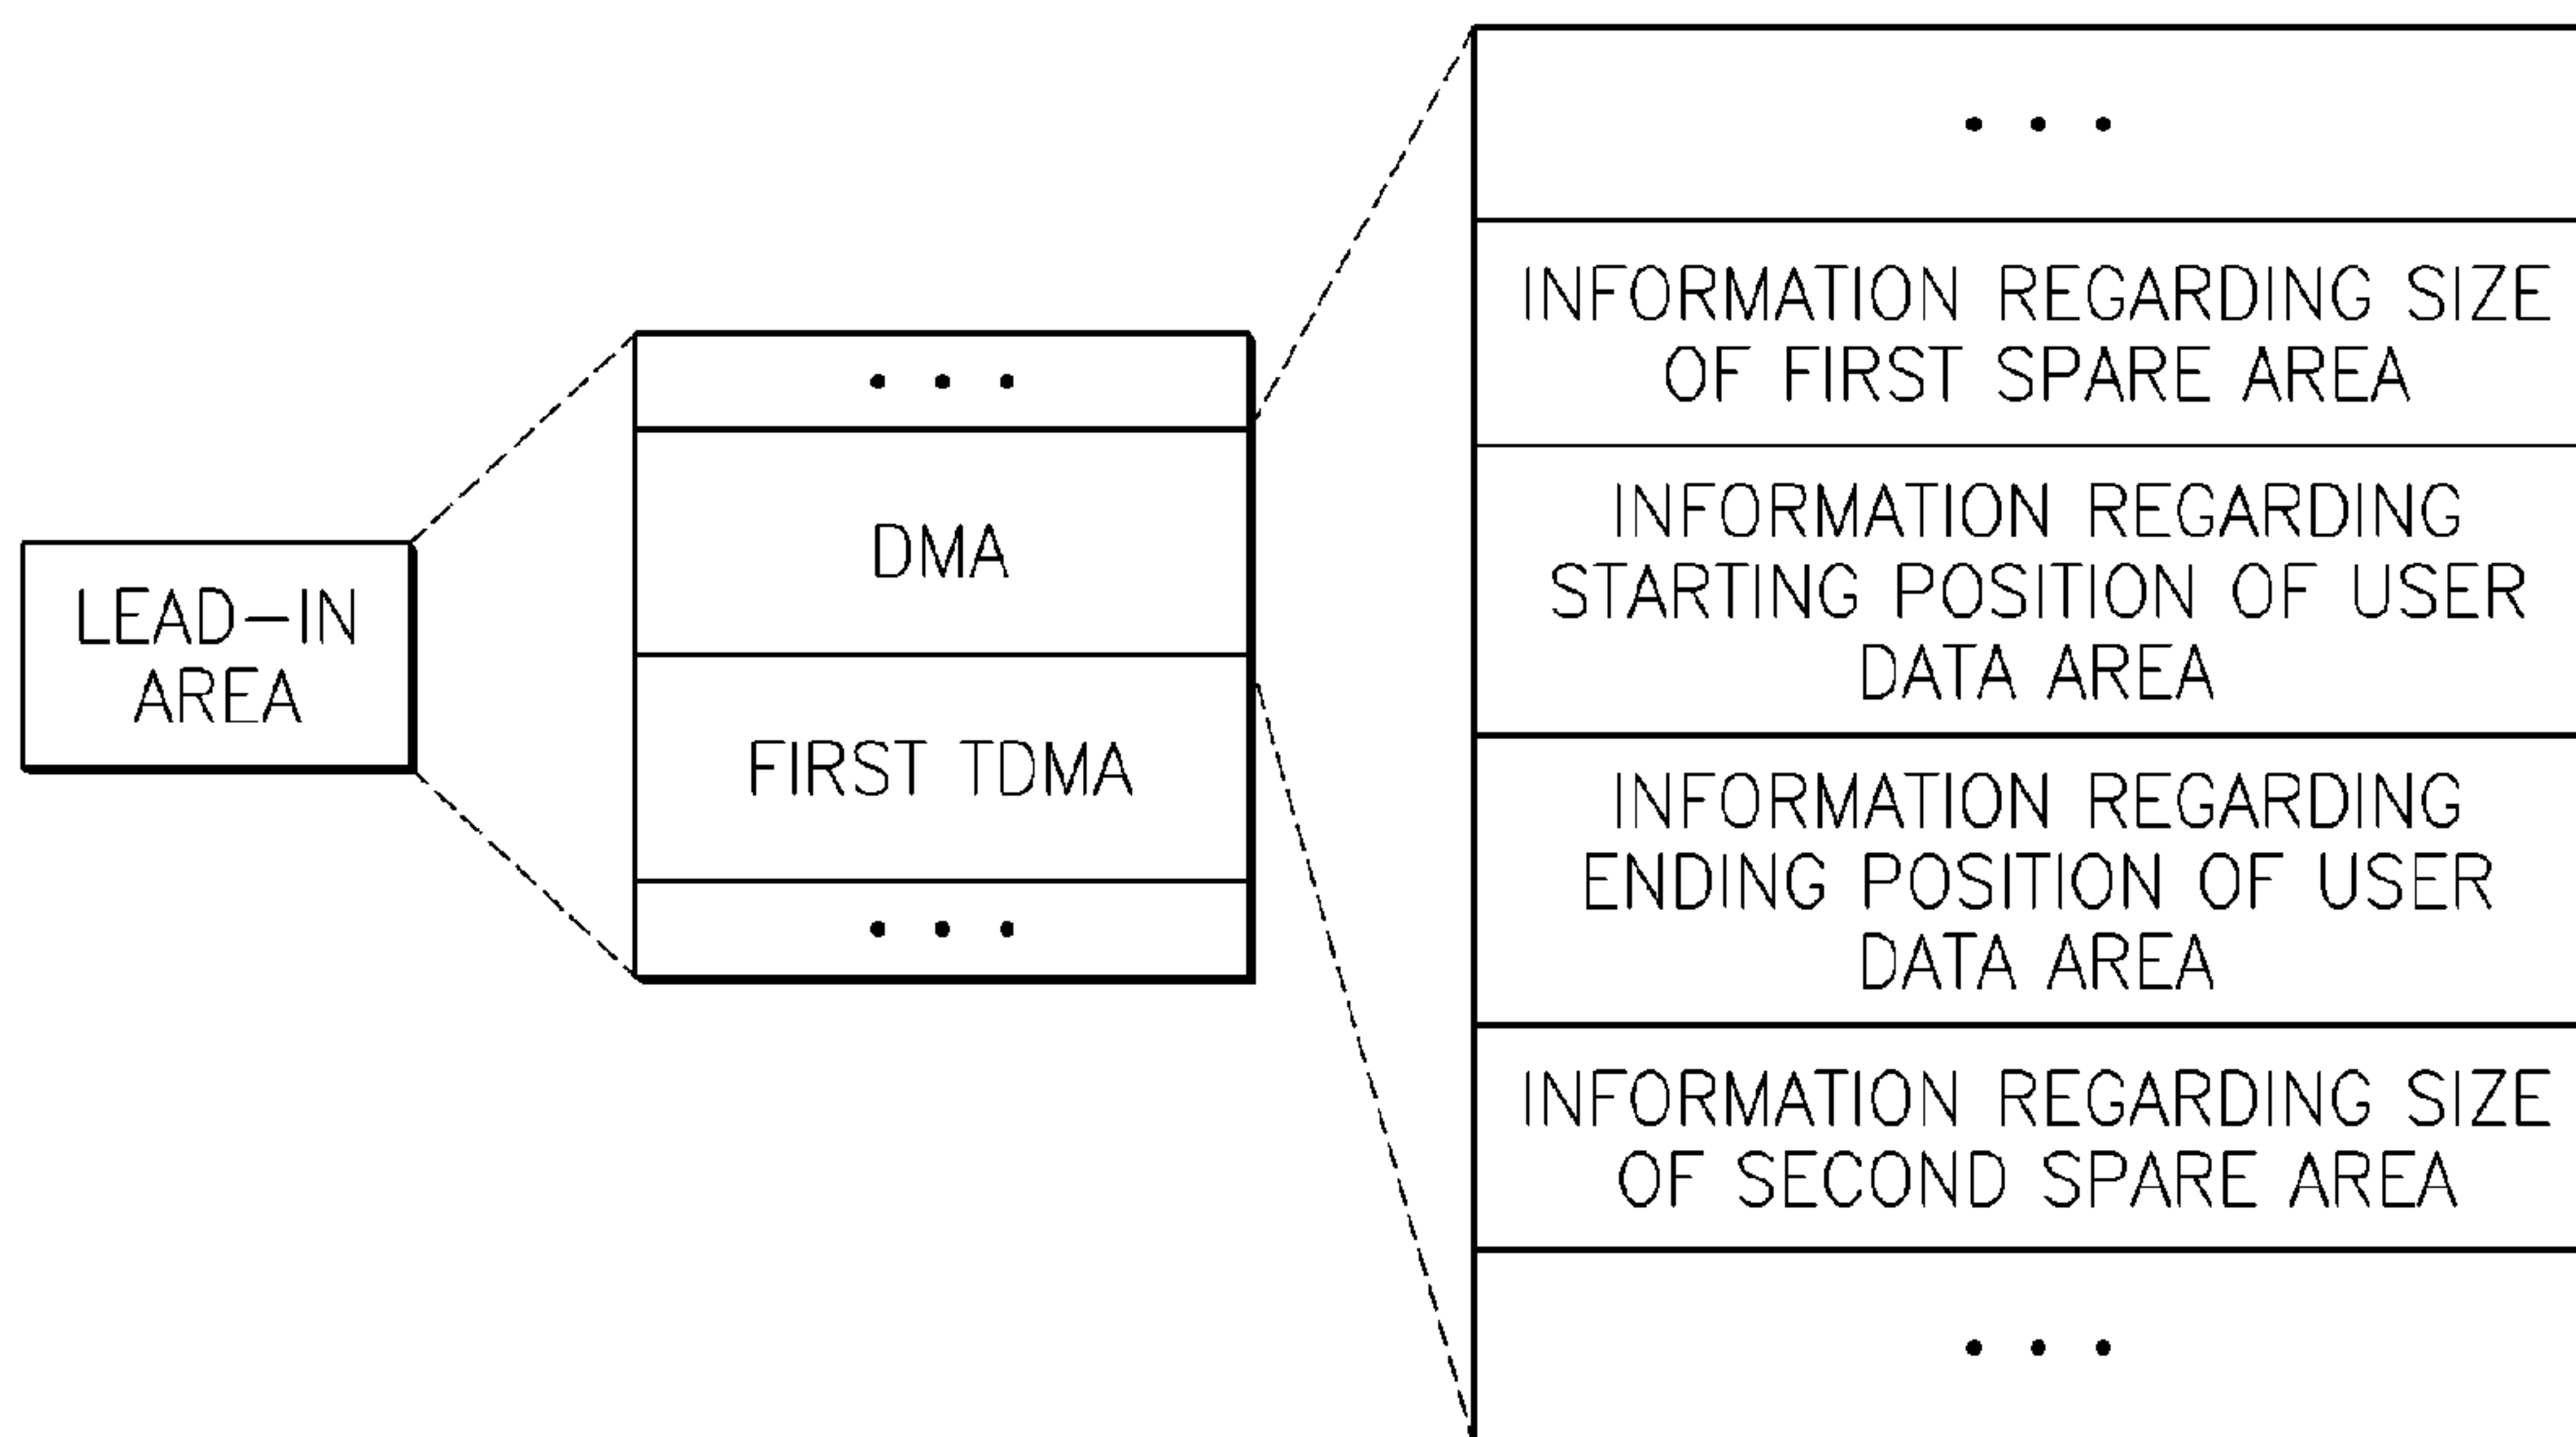 LEAD-IN
AREA
• • •
DMA
FIRST TDMA
• • •
• • •
INFORMATION REGARDING SIZE
OF FIRST SPARE AREA
INFORMATION REGARDING
STARTING POSITION OF USER
DATA AREA
INFORMATION REGARDING
ENDING POSITION OF USER
DATA AREA
INFORMATION REGARDING SIZE
OF SECOND SPARE AREA
• • •